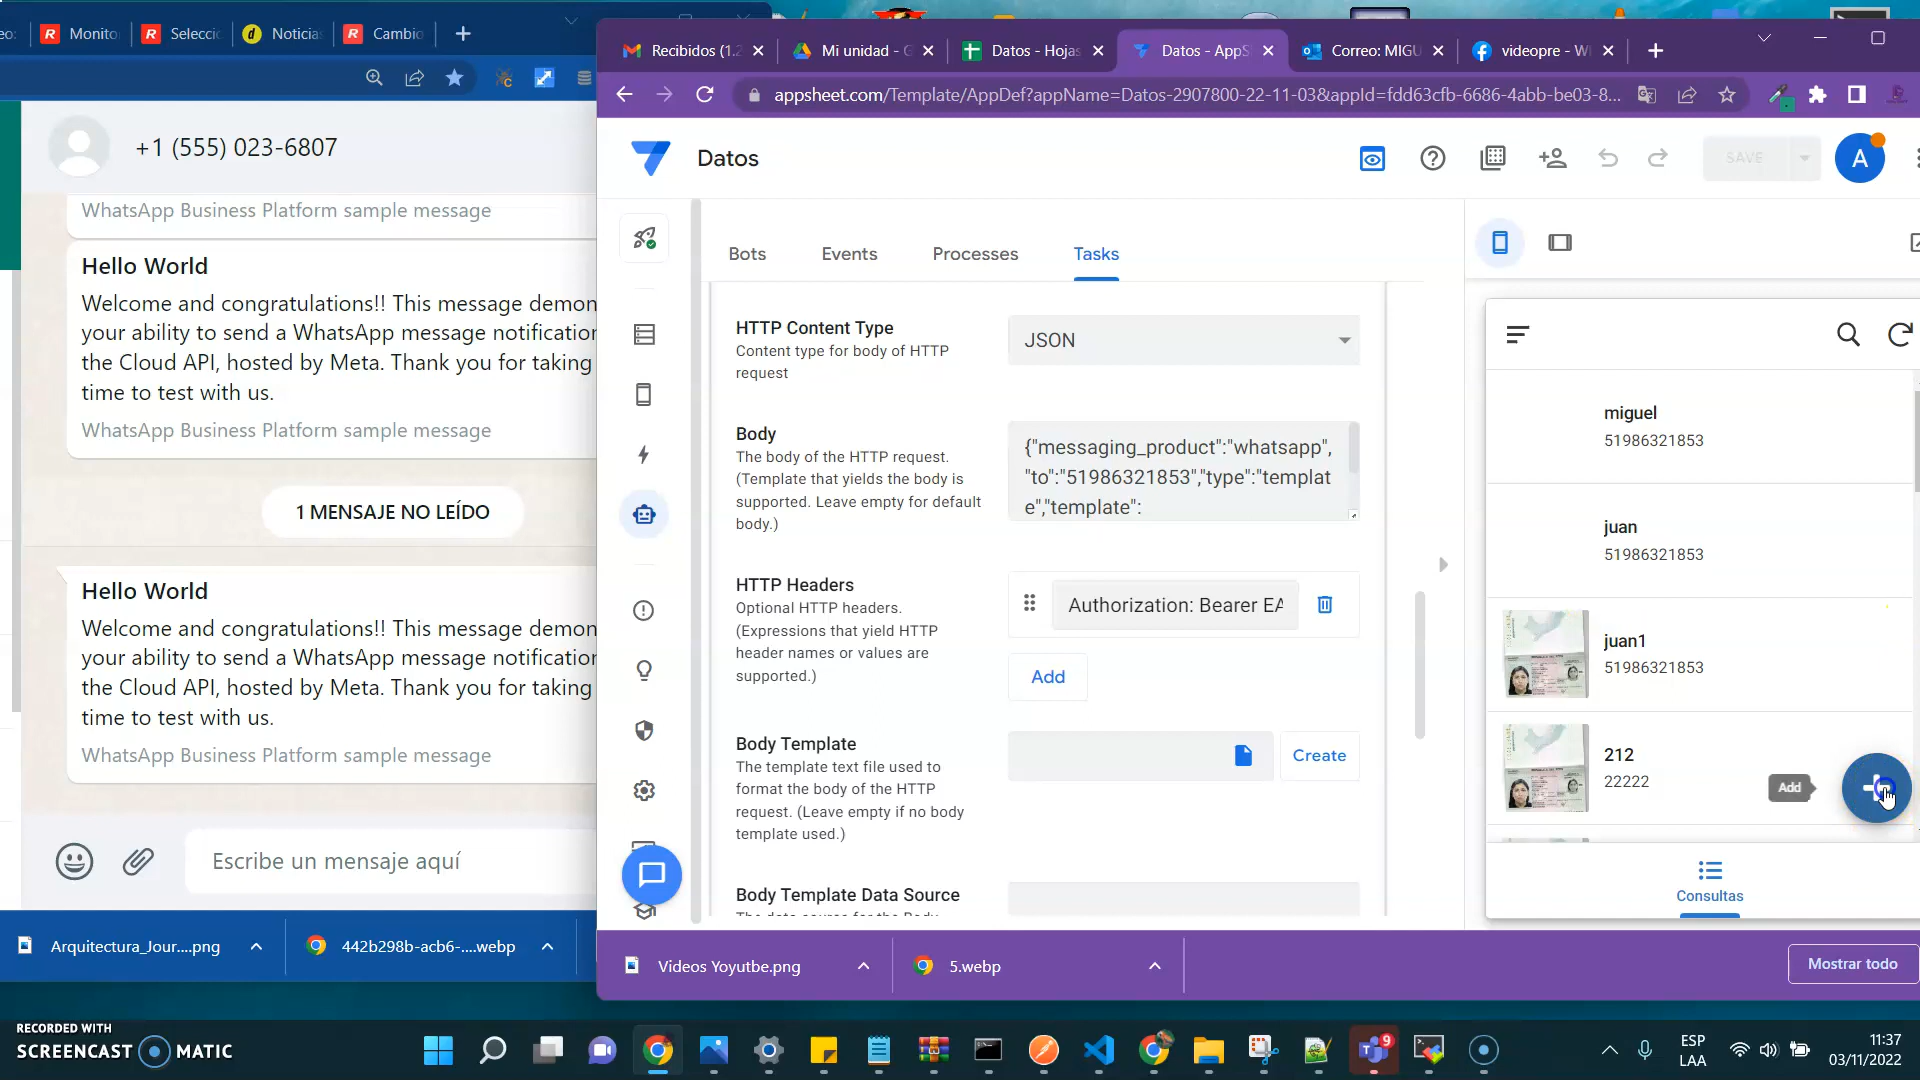 Monito
Selecci
Noticia
Cambio
+1 (555) 023-6807
WhatsApp Business Platform sample message
Hello World
Welcome and congratulations!! This message demon
your ability to send a WhatsApp message notification
the Cloud API, hosted by Meta. Thank you for taking
time to test with us.
WhatsApp Business Platform sample message
1 MENSAJE NO LEÍDO
Hello World
Welcome and congratulations!! This message demon
your ability to send a WhatsApp message notification
the Cloud API, hosted by Meta. Thank you for taking
time to test with us.
WhatsApp Business Platform sample message
Escribe un mensaje aquí
Arquitectura_Jour....png
442b298b-acb6-....webp
Recibidos (1.2
Mi unidad - G
Datos - Hojas
Datos - AppS
Correo: MIGU
videopre - W
appsheet.com/Template/AppDef?appName=Datos-2907800-22-11-03&appId=fdd63cfb-6686-4abb-be03-8...
Datos
SAVE
A
Bots
Events
Processes
Tasks
HTTP Content Type
Content type for body of HTTP
request
JSON
Body
The body of the HTTP request.
(Template that yields the body is
supported. Leave empty for default
body.)
{"messaging_product":"whatsapp",
"to":"51986321853","type":"templat
e","template":
HTTP Headers
Optional HTTP headers.
(Expressions that yield HTTP
header names or values are
supported.)
Authorization: Bearer EA
Add
Body Template
The template text file used to
format the body of the HTTP
request. (Leave empty if no body
template used.)
Create
Body Template Data Source
miguel
51986321853
juan
51986321853
juan1
51986321853
212
22222
Add
Consultas
Videos Yoyutbe.png
5.webp
Mostrar todo
RECORDED WITH
SCREENCAST MATIC
9
ESP
LAA
11:37
03/11/2022